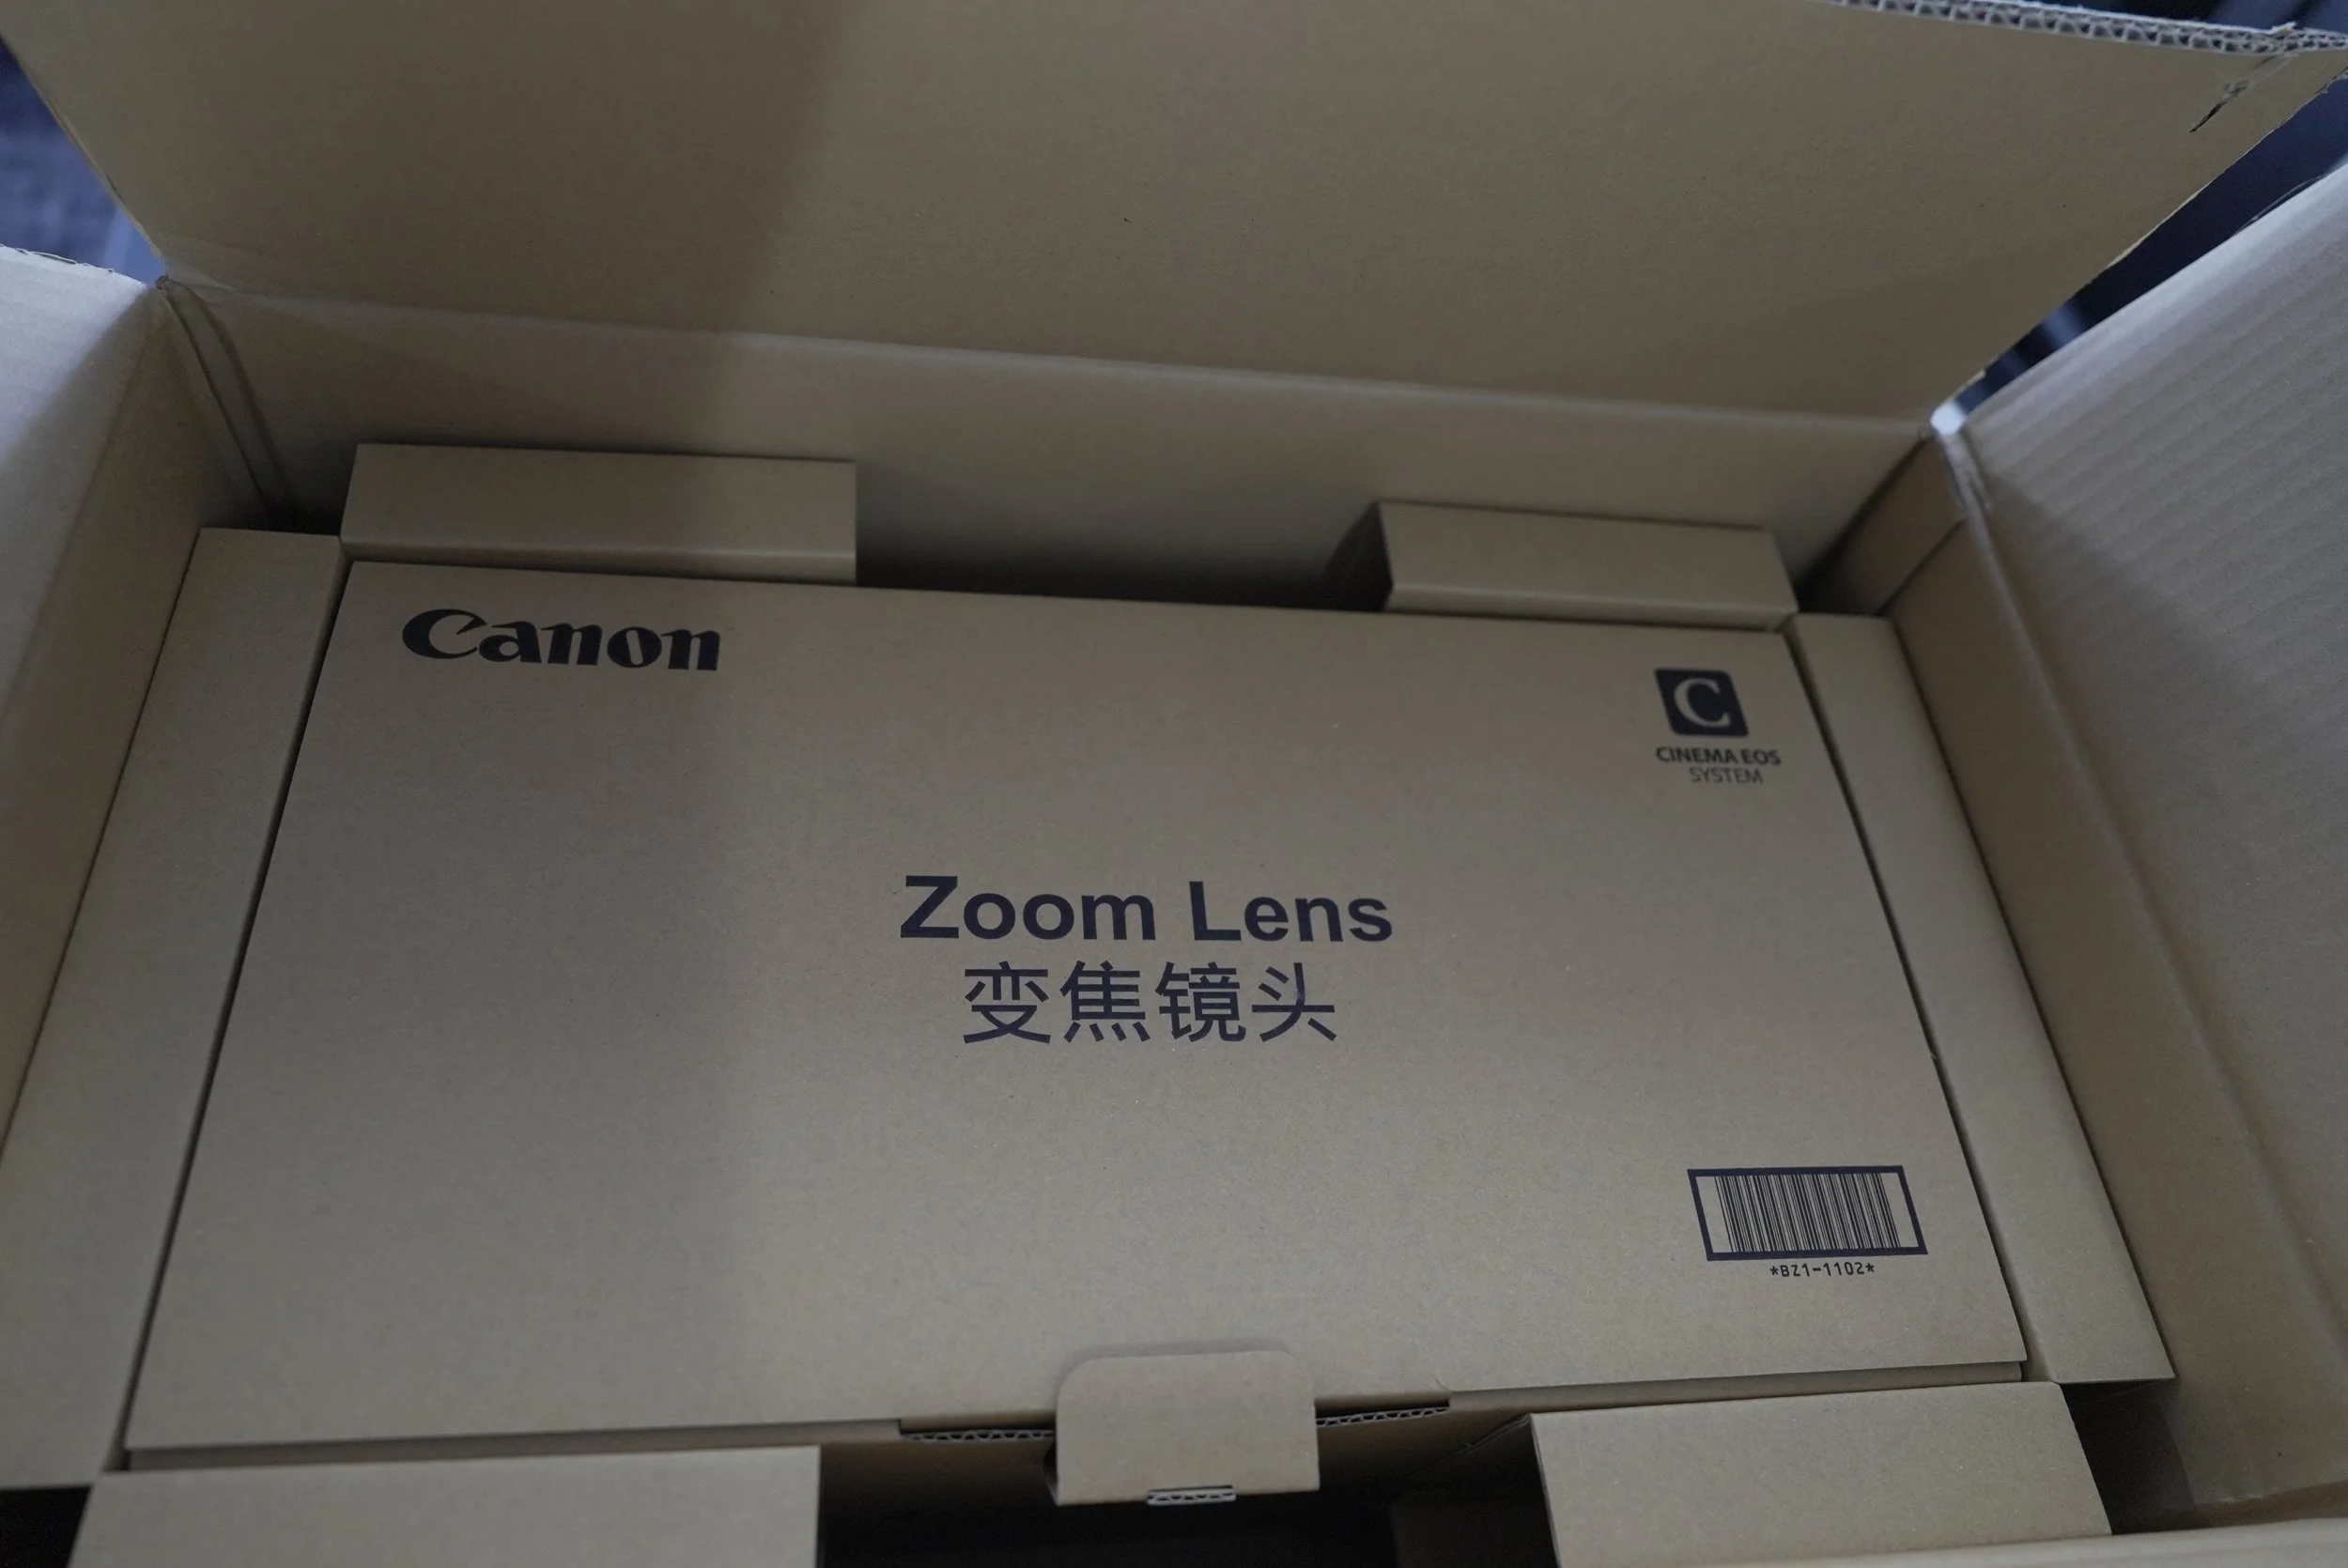 Canon
C
CINEMA EOS
SYSTEM
Zoom Lens
变焦镜头
*BZ1-1102*